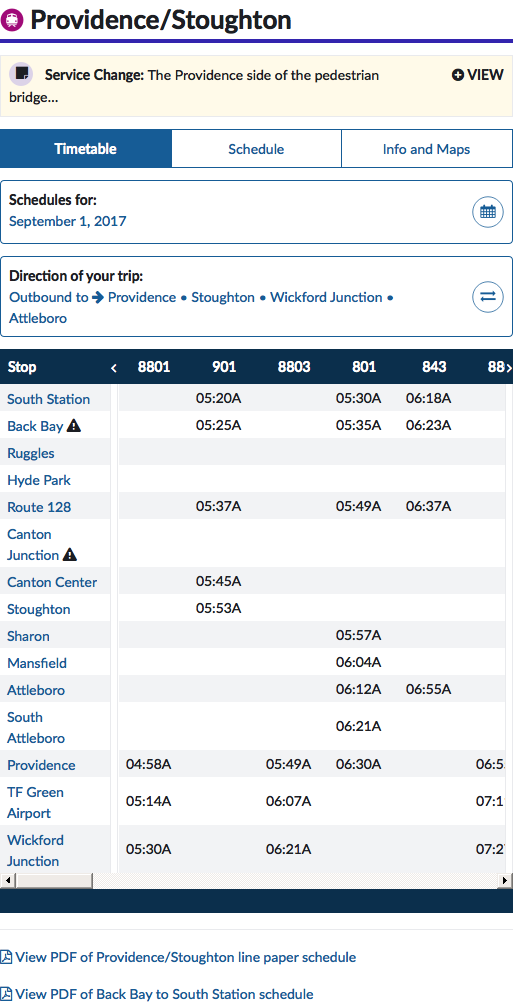 Providence/Stoughton
Service Change: The Providence side of the pedestrian VIEW
bridge...
Timetable Schedule Info and Maps
Schedules for:
September 1, 2017
Direction of your trip:
Outbound to Providence • Stoughton • Wickford Junction •
Attleboro
Stop 8801 901 8803 801 843 88
South Station 05:20A 05:30A 06:18A
Back Bay 05:25A 05:35A 06:23A
Ruggles
Hyde Park
Route 128 05:37A 05:49A 06:37A
Canton
Junction
Canton Center 05:45A
Stoughton 05:53A
Sharon 05:57A
Mansfield 06:04A
Attleboro 06:12A 06:55A
South
Attleboro 06:21A
Providence 04:58A 05:49A 06:30A 06:5
TF Green
Airport 05:14A 06:07A 07:1
Wickford
Junction 05:30A 06:21A 07:2
View PDF of Providence/Stoughton line paper schedule
View PDF of Back Bay to South Station schedule